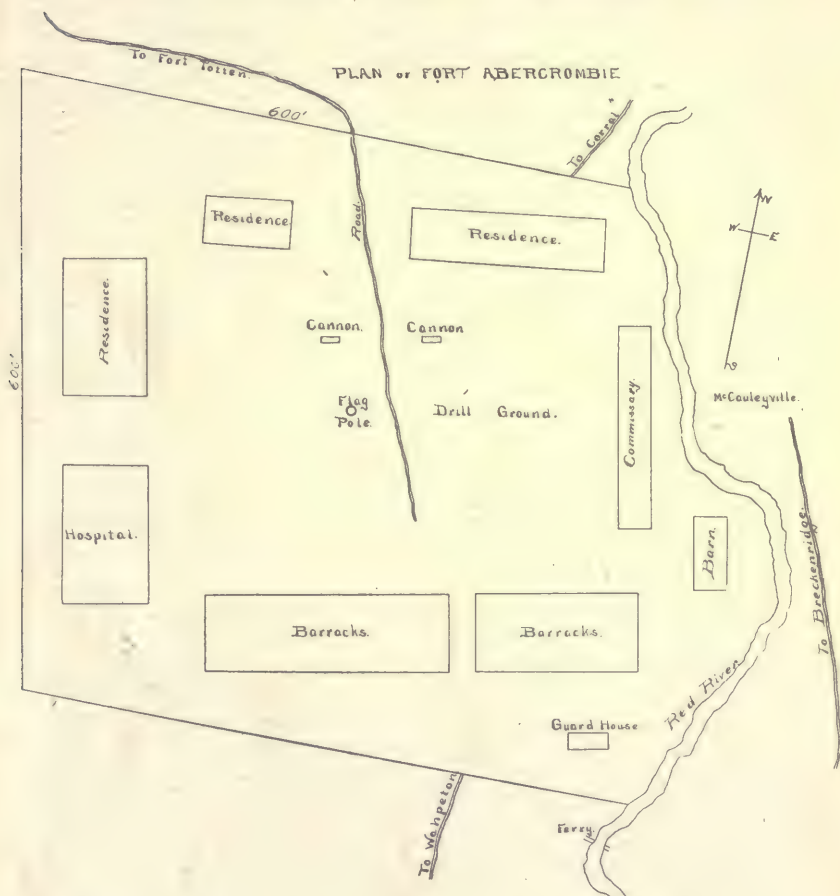 To Fort Totten.
PLAN of FORT ABERCROMBIE
600'
To Corral"
Residence.
Road.
Residence.
N
W
E
S
Residence.
600'
Cannon.
Cannon
Flag
Pole.
Drill Ground.
Commissary.
McCauleyville.
Hospital.
Barn.
To Breckenridge.
Barracks.
Barracks.
Red River
Guard House
To Wahpeton
Ferry.